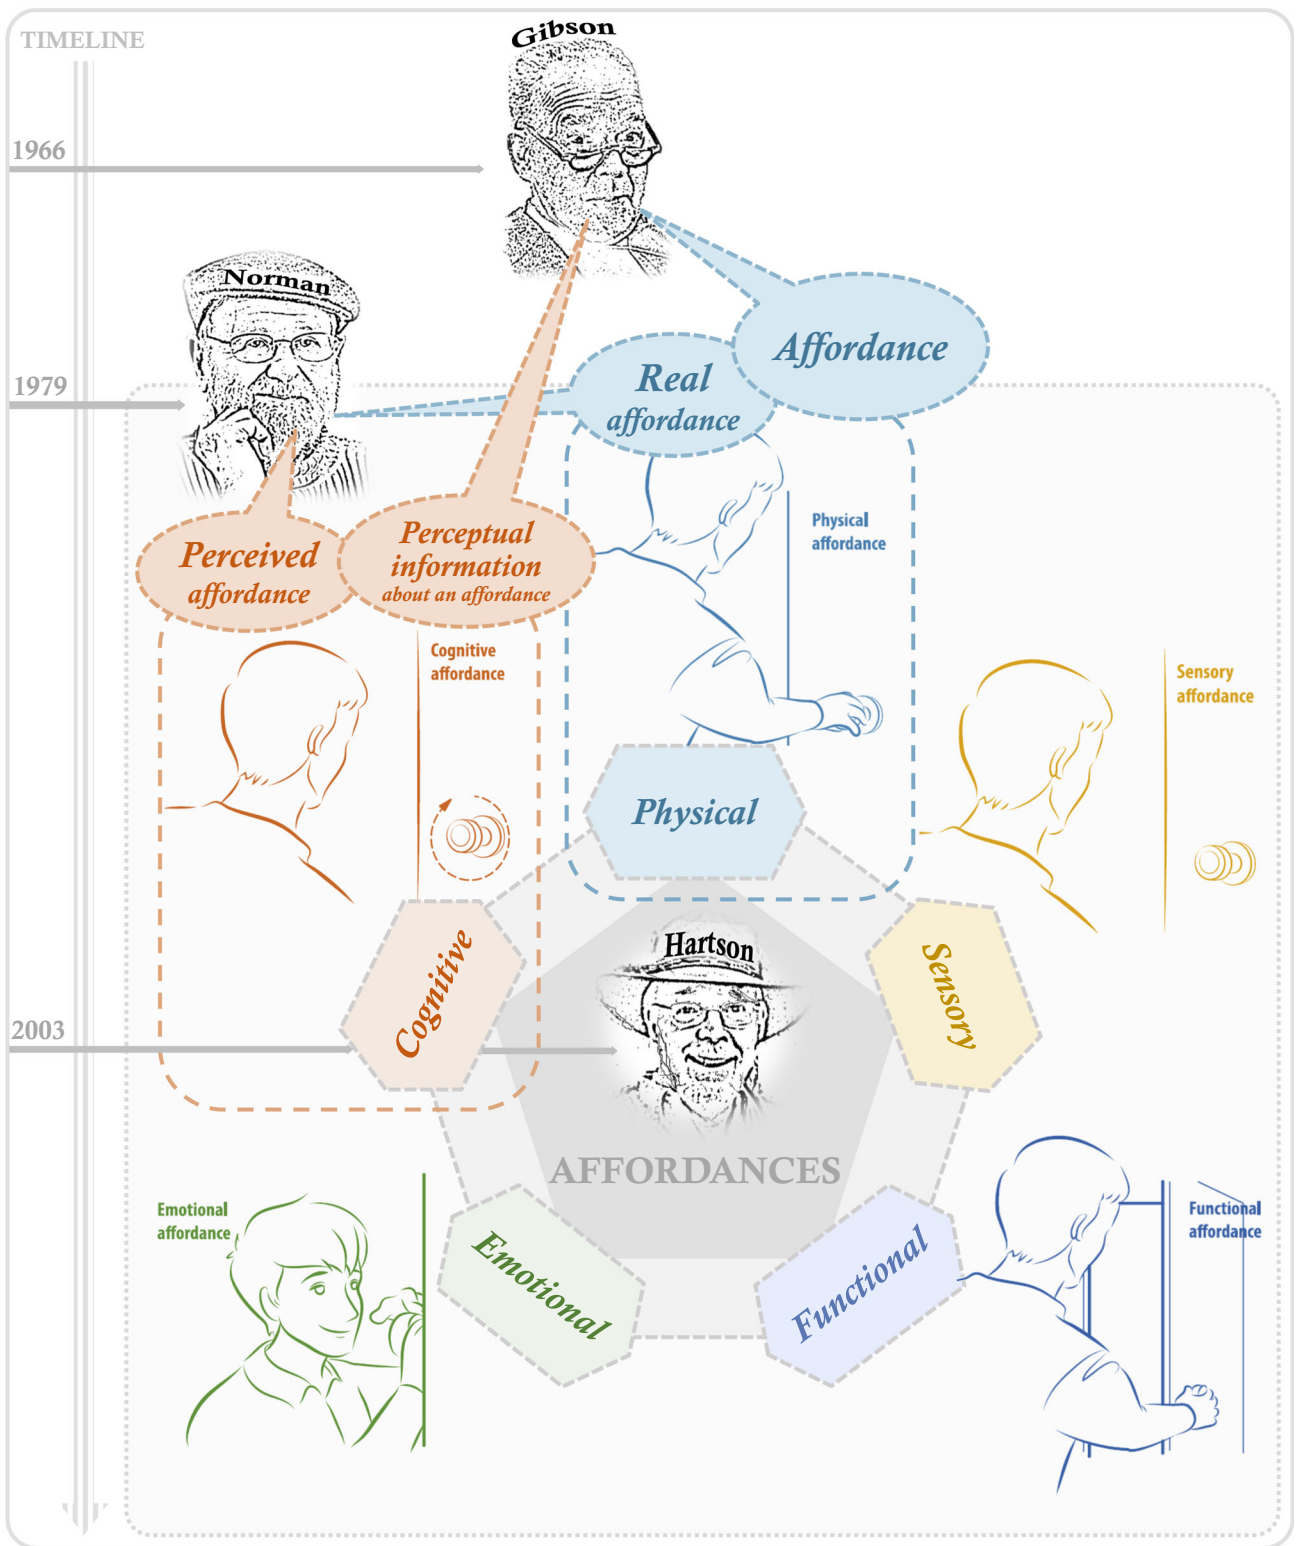 TIMELINE
Gibson
1966
Norman
Affordance
Real
affordance
1979
Physical
affordance
Perceived
affordance
Perceptual
information
about an affordance
Cognitive
affordance
Sensory
affordance
Physical
Cognitive
Hartson
Sensory
2003
AFFORDANCES
Emotional
affordance
Emotional
Functional
Functional
affordance